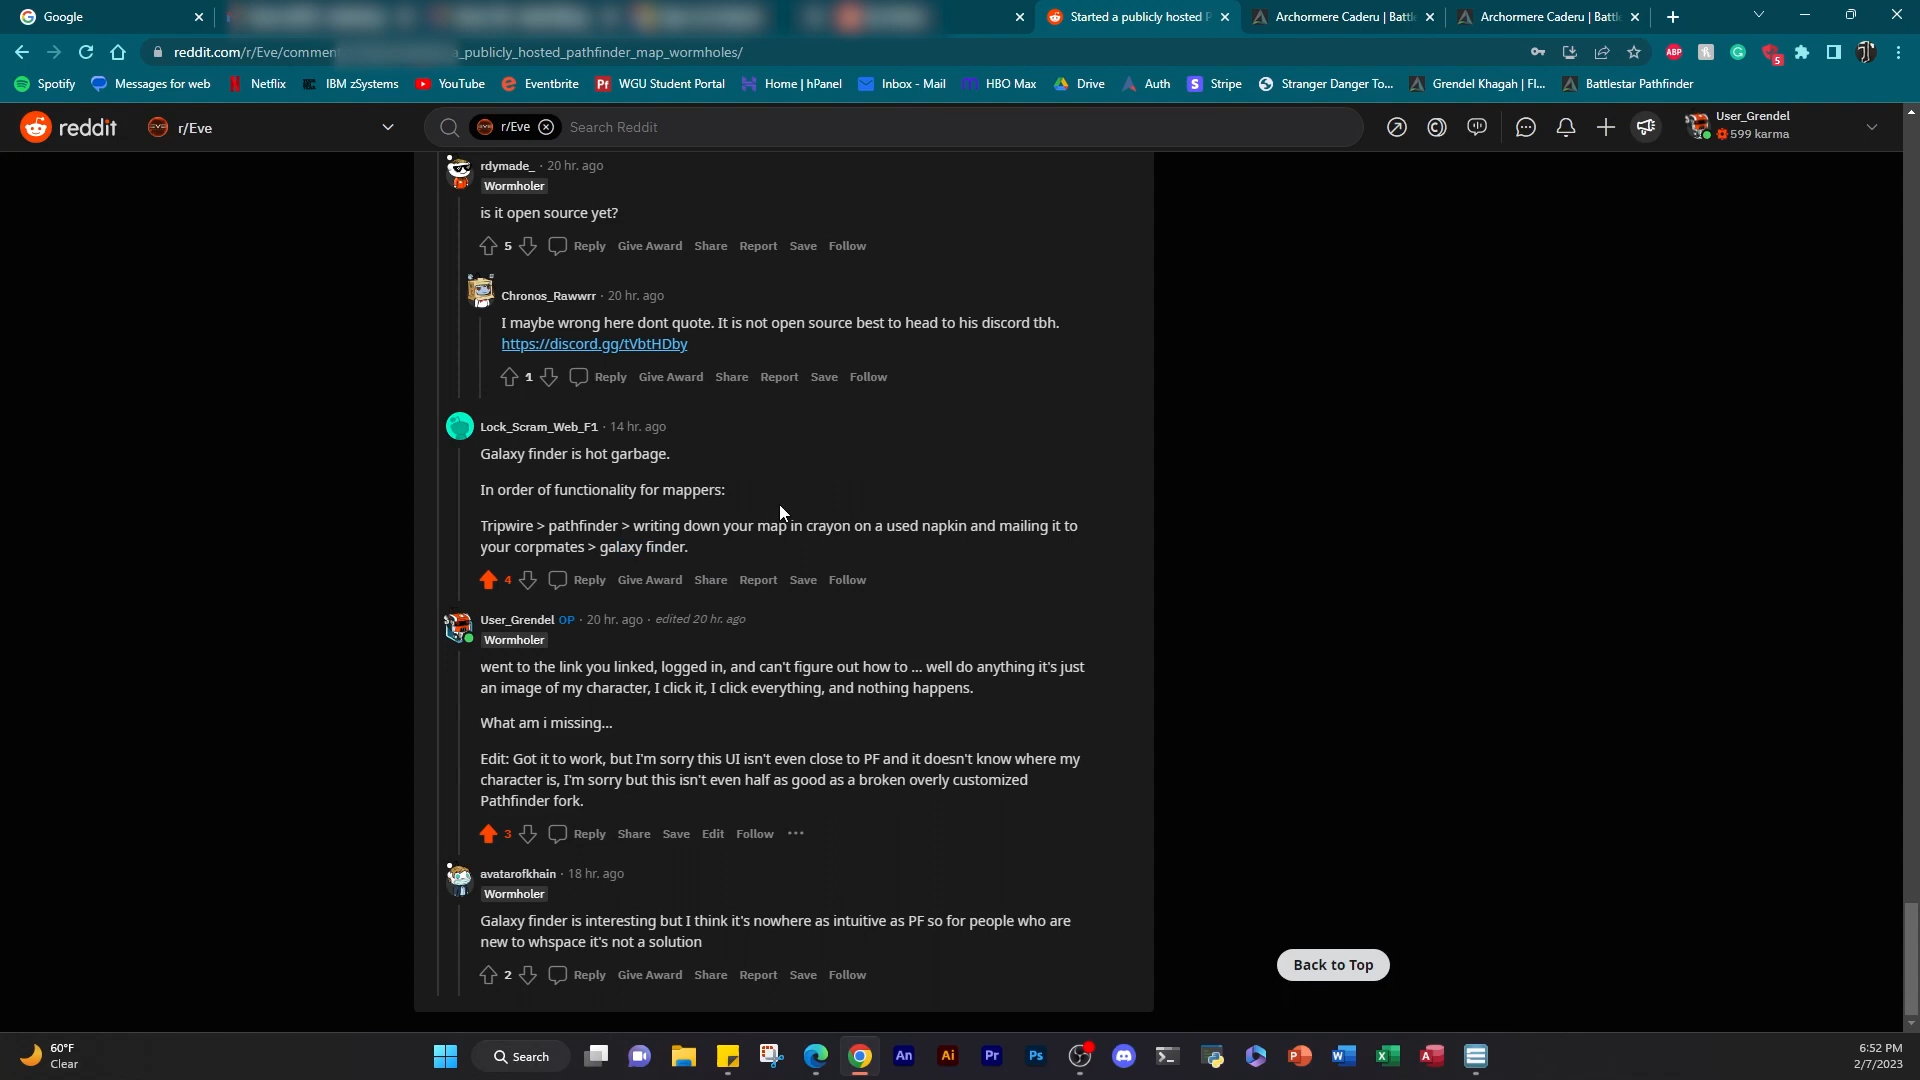 Google
Started a publicly hosted P
Archormere Caderu | Battl
Archormere Caderu | Battl
reddit.com/r/Eve/comment
a_publicly_hosted_pathfinder_map_wormholes/
ABP
5
Spotify
Messages for web
Netflix
IBM zSystems
YouTube
Eventbrite
WGU Student Portal
Home | hPanel
Inbox - Mail
HBO Max
Drive
Auth
Stripe
Stranger Danger To...
Grendel Khagah | Fl...
Battlestar Pathfinder
reddit
r/Eve
r/Eve
Search Reddit
User_Grendel
599 karma
rdymade_ · 20 hr. ago
Wormholer
is it open source yet?
5 Reply Give Award Share Report Save Follow
Chronos_Rawwrr · 20 hr. ago
I maybe wrong here dont quote. It is not open source best to head to his discord tbh.
https://discord.gg/tVbtHDby
1 Reply Give Award Share Report Save Follow
Lock_Scram_Web_F1 · 14 hr. ago
Galaxy finder is hot garbage.
In order of functionality for mappers:
Tripwire > pathfinder > writing down your map in crayon on a used napkin and mailing it to
your corpmates > galaxy finder.
4 Reply Give Award Share Report Save Follow
User_Grendel OP · 20 hr. ago · edited 20 hr. ago
Wormholer
went to the link you linked, logged in, and can't figure out how to ... well do anything it's just
an image of my character, I click it, I click everything, and nothing happens.
What am i missing...
Edit: Got it to work, but I'm sorry this UI isn't even close to PF and it doesn't know where my
character is, I'm sorry but this isn't even half as good as a broken overly customized
Pathfinder fork.
3 Reply Share Save Edit Follow ···
avatarofkhain · 18 hr. ago
Wormholer
Galaxy finder is interesting but I think it's nowhere as intuitive as PF so for people who are
new to whspace it's not a solution
2 Reply Give Award Share Report Save Follow
Back to Top
60°F
Clear
Search
An
Ai
Pr
Ps
6:52 PM
2/7/2023